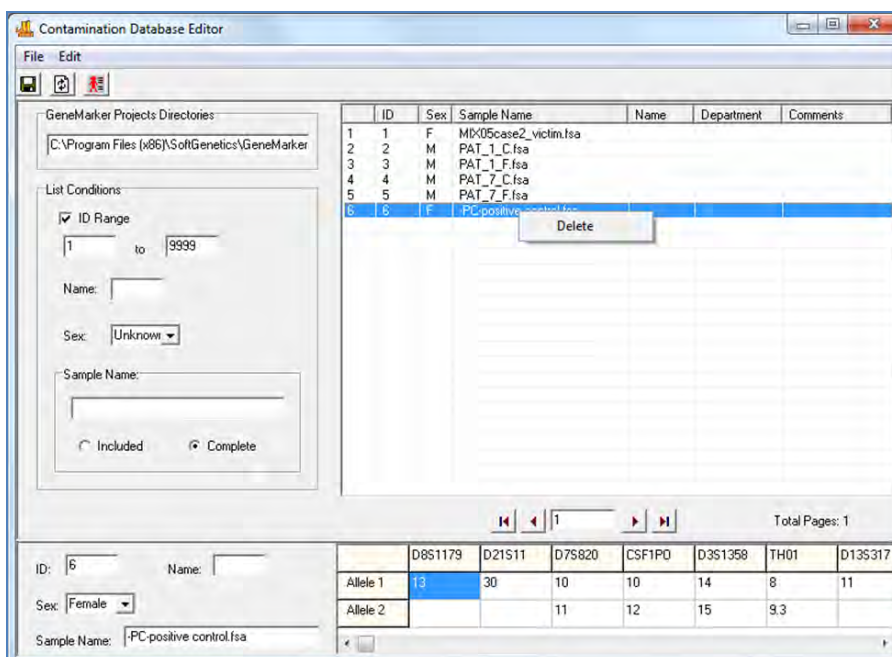 Contamination Database Editor
File Edit
GeneMarker Projects Directories
C:\Program Files (x86)\SoftGenetics\GeneMarker
List Conditions
ID Range
1 to 9999
Name:
Sex: Unknow
Sample Name:
Included Complete
ID Sex Sample Name Name Department Comments
1 1 F MIX05case2_victim.fsa
2 2 M PAT_1_C.fsa
3 3 M PAT_1_F.fsa
4 4 M PAT_7_C.fsa
5 5 M PAT_7_F.fsa
6 6 F -PC-positive control.fsa
Delete
1 Total Pages: 1
ID: 6 Name:
Sex: Female
Sample Name: -PC-positive control.fsa
D8S1179 D21S11 D7S820 CSF1PO D3S1358 TH01 D13S317
Allele 1 13 30 10 10 14 8 11
Allele 2 11 12 15 9.3